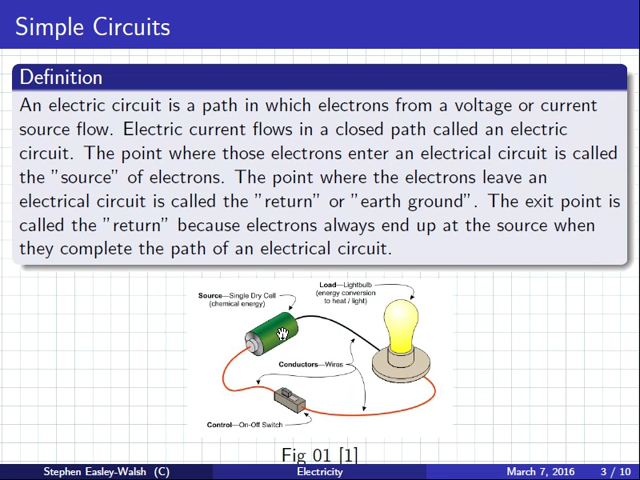 Simple Circuits
Definition
An electric circuit is a path in which electrons from a voltage or current
source flow. Electric current flows in a closed path called an electric
circuit. The point where those electrons enter an electrical circuit is called
the "source" of electrons. The point where the electrons leave an
electrical circuit is called the "return" or "earth ground". The exit point is
called the "return" because electrons always end up at the source when
they complete the path of an electrical circuit.
Load—Lightbulb
(energy conversion
to heat / light)
Source—Single Dry Cell
(chemical energy)
Conductors—Wires
Control—On-Off Switch
Fig 01 [1]
Stephen Easley-Walsh (C) Electricity March 7, 2016 3 / 10